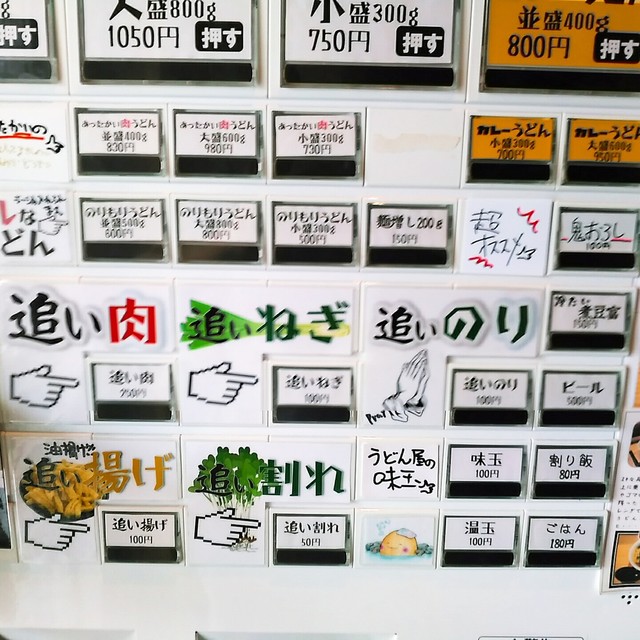 大盛800g
1050円 押す
小盛300g
750円 押す
並盛400g
800円 押す
押す
あったかい肉うどん
並盛400g
830円
あったかい肉うどん
大盛600g
980円
あったかい肉うどん
小盛300g
730円
カレーうどん
小盛300g
700円
カレーうどん
大盛600g
950円
のりもりうどん
並盛500g
600円
のりもりうどん
大盛800g
800円
のりもりうどん
小盛300g
500円
麺増し200g
150円
超
オススメ
鬼おろし
100円
追い肉
追いねぎ
追いのり
冷たい
煮豆富
150円
追い肉
250円
追いねぎ
100円
Pray
追いのり
100円
ビール
500円
油揚げ
追い揚げ
追い割れ
うどん屋の
味玉
味玉
100円
割り飯
80円
追い揚げ
100円
追い割れ
50円
温玉
100円
ごはん
180円